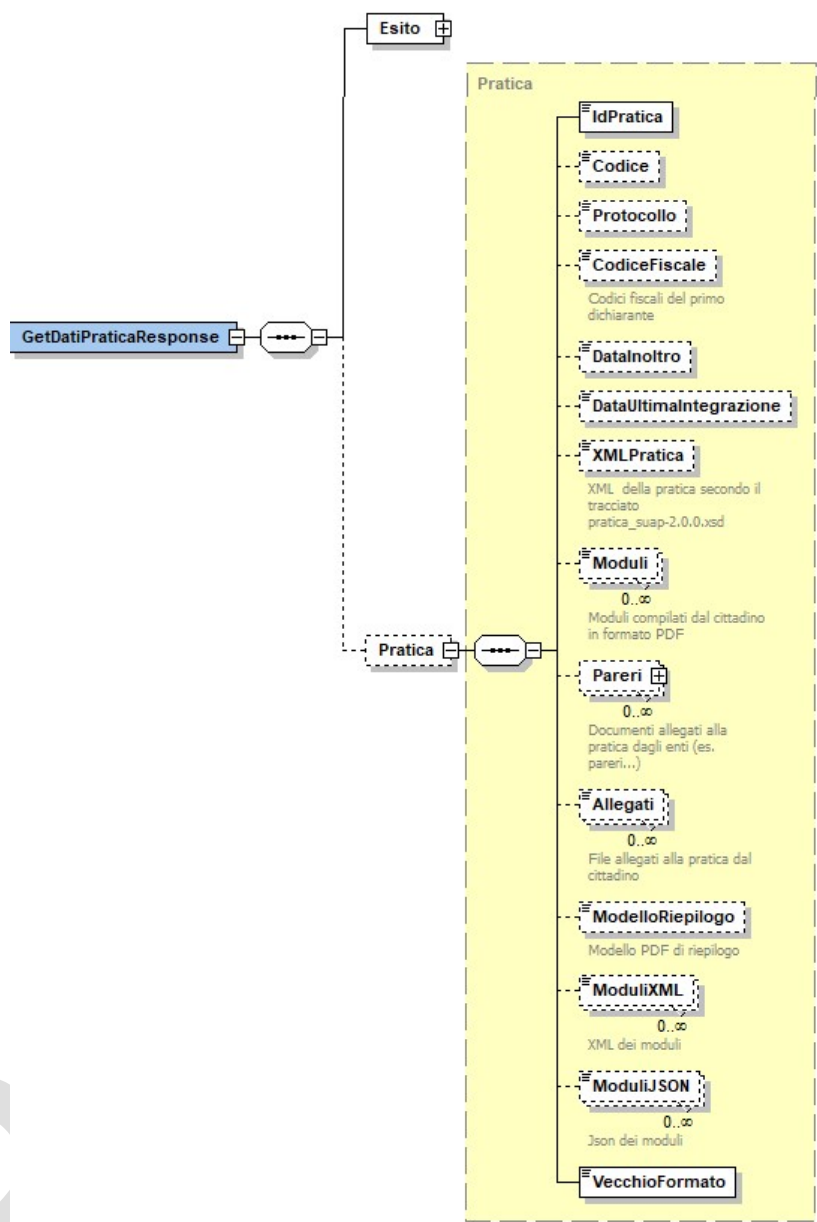 Esito
Pratica
IdPratica
Codice
Protocollo
CodiceFiscale
Codici fiscali del primo
dichiarante
GetDatiPraticaResponse
DataInoltro
DataUltimaIntegrazione
XMLPratica
XML della pratica secondo il
tracciato
pratica_suap-2.0.0.xsd
Moduli
0..∞
Moduli compilati dal cittadino
in formato PDF
Pratica
Pareri
0..∞
Documenti allegati alla
pratica dagli enti (es.
pareri...)
Allegati
0..∞
File allegati alla pratica dal
cittadino
ModelloRiepilogo
Modello PDF di riepilogo
ModuliXML
0..∞
XML dei moduli
ModuliJSON
0..∞
Json dei moduli
VecchioFormato